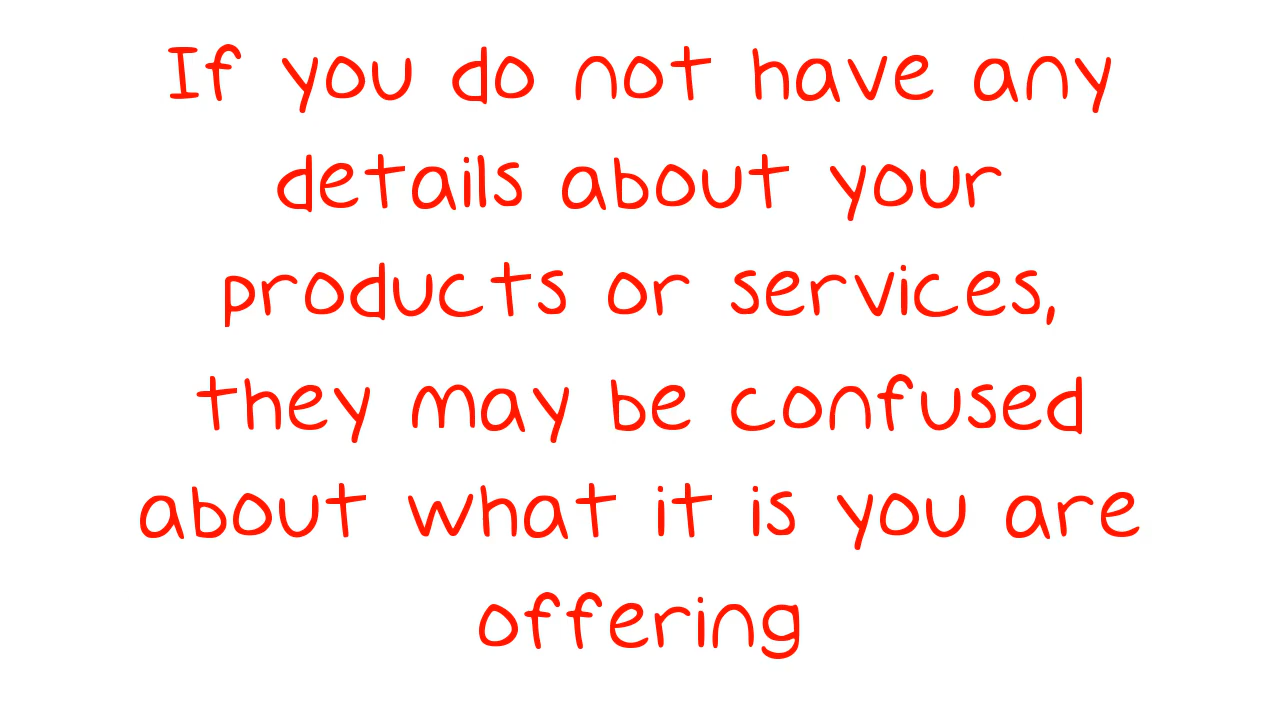 If you do not have any
details about your
products or services,
they may be confused
about what it is you are
offering